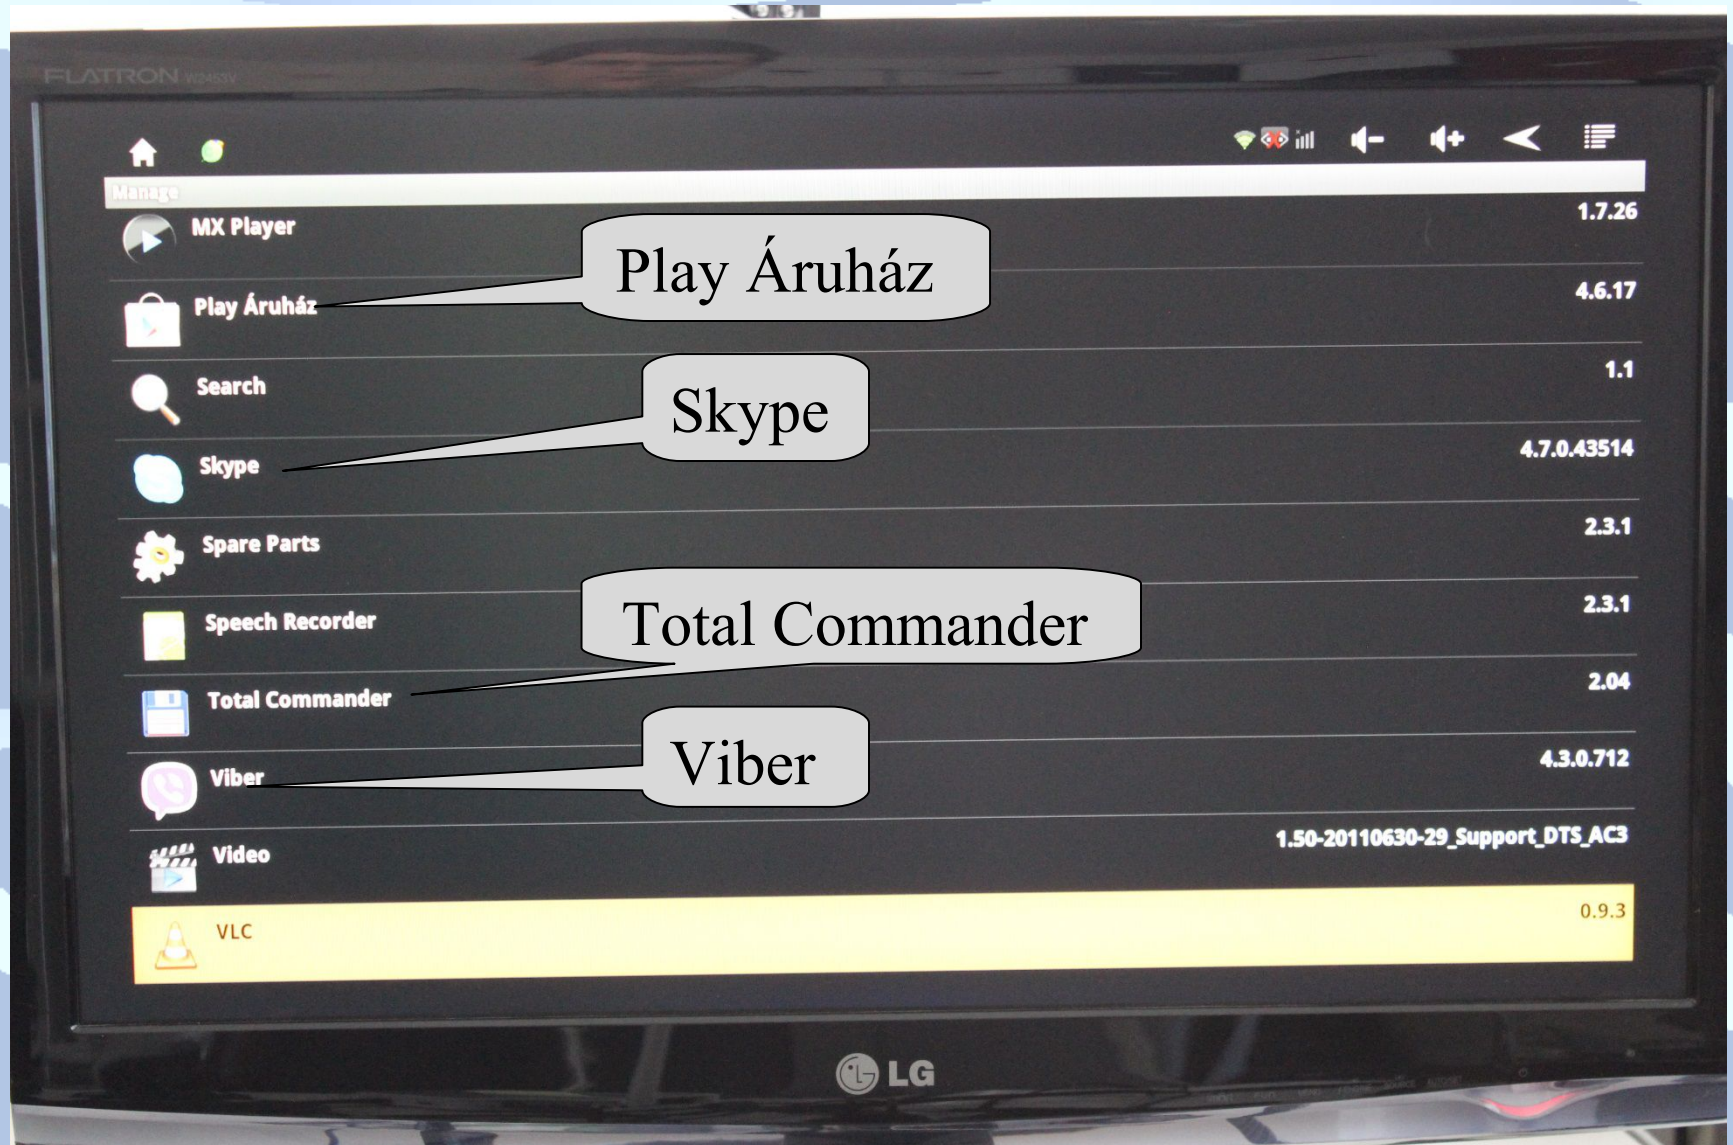 FLATRON W2453V
Manage
MX Player 1.7.26
Play Áruház 4.6.17
Play Áruház
Search 1.1
Skype
Skype 4.7.0.43514
Spare Parts 2.3.1
Speech Recorder 2.3.1
Total Commander
Total Commander 2.04
Viber 4.3.0.712
Viber
Video 1.50-20110630-29_Support_DTS_AC3
VLC 0.9.3
LG